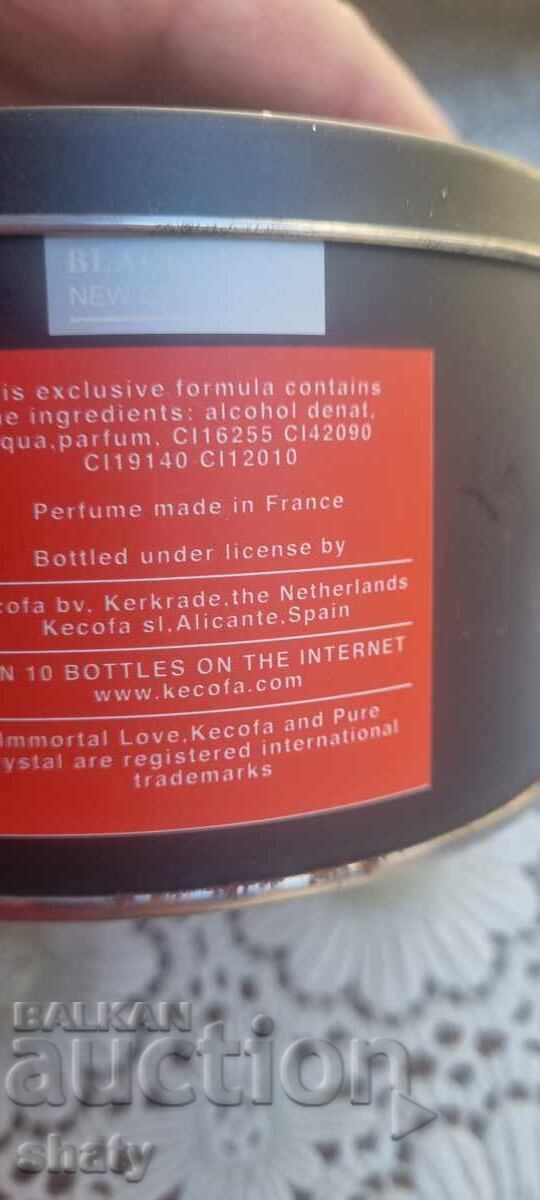 BLAC
NEW
is exclusive formula contains
e ingredients: alcohol denat,
qua,parfum, CI16255 CI42090
CI19140 CI12010
Perfume made in France
Bottled under license by
cofa bv, Kerkrade,the Netherlands
Kecofa sl,Alicante,Spain
N 10 BOTTLES ON THE INTERNET
www.kecofa.com
Immortal Love,Kecofa and Pure
ystal are registered international
trademarks
BALKAN
auction
shaty